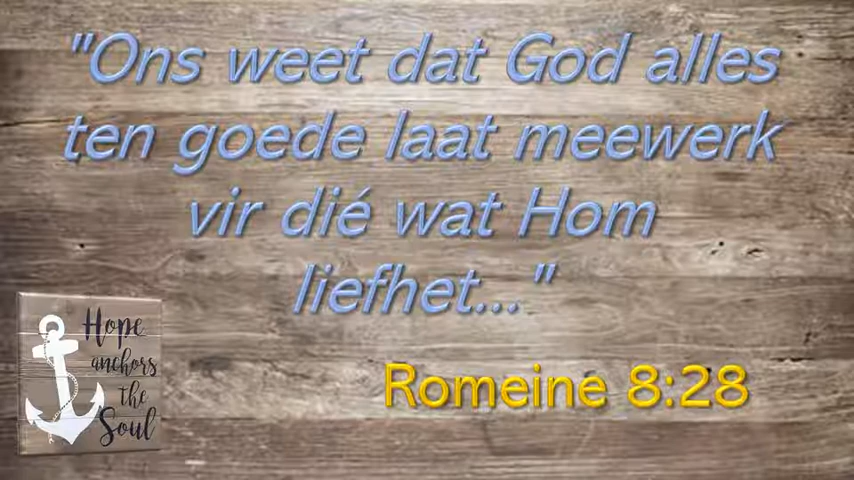 "Ons weet dat God alles
ten goede laat meewerk
vir dié wat Hom
liefhet..."
Romeine 8:28
Hope
anchors
the
Soul